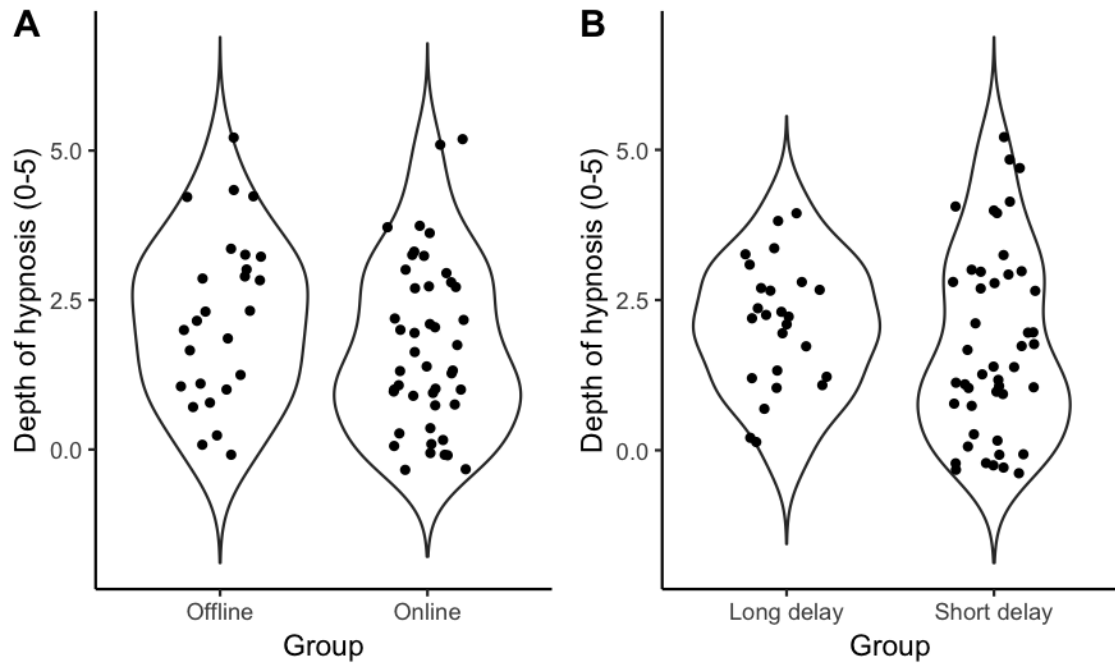 A
Depth of hypnosis (0-5)
5.0
2.5
0.0
Offline Online
Group
B
Depth of hypnosis (0-5)
5.0
2.5
0.0
Long delay Short delay
Group